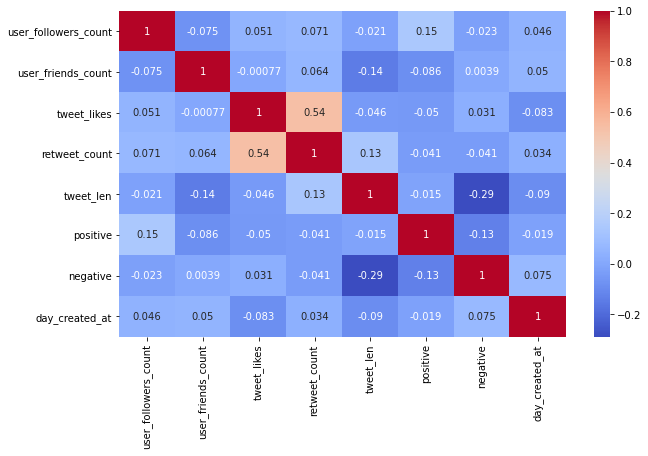 user_followers_count 1 -0.075 0.051 0.071 -0.021 0.15 -0.023 0.046
user_friends_count -0.075 1 -0.00077 0.064 -0.14 -0.086 0.0039 0.05
tweet_likes 0.051 -0.00077 1 0.54 -0.046 -0.05 0.031 -0.083
retweet_count 0.071 0.064 0.54 1 0.13 -0.041 -0.041 0.034
tweet_len -0.021 -0.14 -0.046 0.13 1 -0.015 -0.29 -0.09
positive 0.15 -0.086 -0.05 -0.041 -0.015 1 -0.13 -0.019
negative -0.023 0.0039 0.031 -0.041 -0.29 -0.13 1 0.075
day_created_at 0.046 0.05 -0.083 0.034 -0.09 -0.019 0.075 1
user_followers_count
user_friends_count
tweet_likes
retweet_count
tweet_len
positive
negative
day_created_at
1.0
0.8
0.6
0.4
0.2
0.0
−0.2